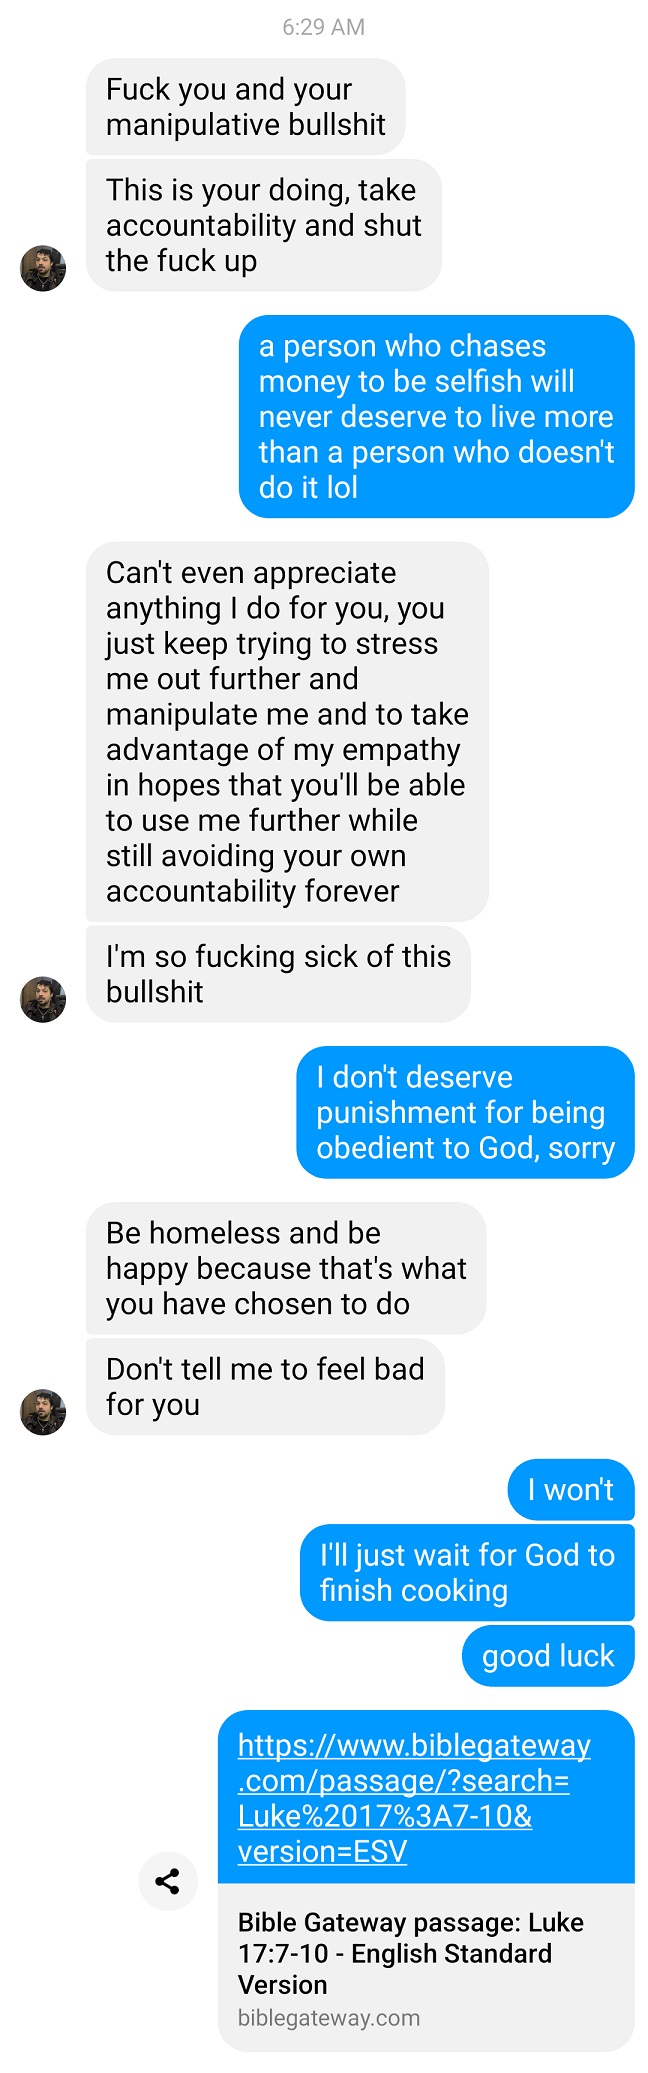 6:29 AM
Fuck you and your
manipulative bullshit
This is your doing, take
accountability and shut
the fuck up
a person who chases
money to be selfish will
never deserve to live more
than a person who doesn't
do it lol
Can't even appreciate
anything I do for you, you
just keep trying to stress
me out further and
manipulate me and to take
advantage of my empathy
in hopes that you'll be able
to use me further while
still avoiding your own
accountability forever
I'm so fucking sick of this
bullshit
I don't deserve
punishment for being
obedient to God, sorry
Be homeless and be
happy because that's what
you have chosen to do
Don't tell me to feel bad
for you
I won't
I'll just wait for God to
finish cooking
good luck
https://www.biblegateway
.com/passage/?search=
Luke%2017%3A7-10&
version=ESV
Bible Gateway passage: Luke
17:7-10 - English Standard
Version
biblegateway.com